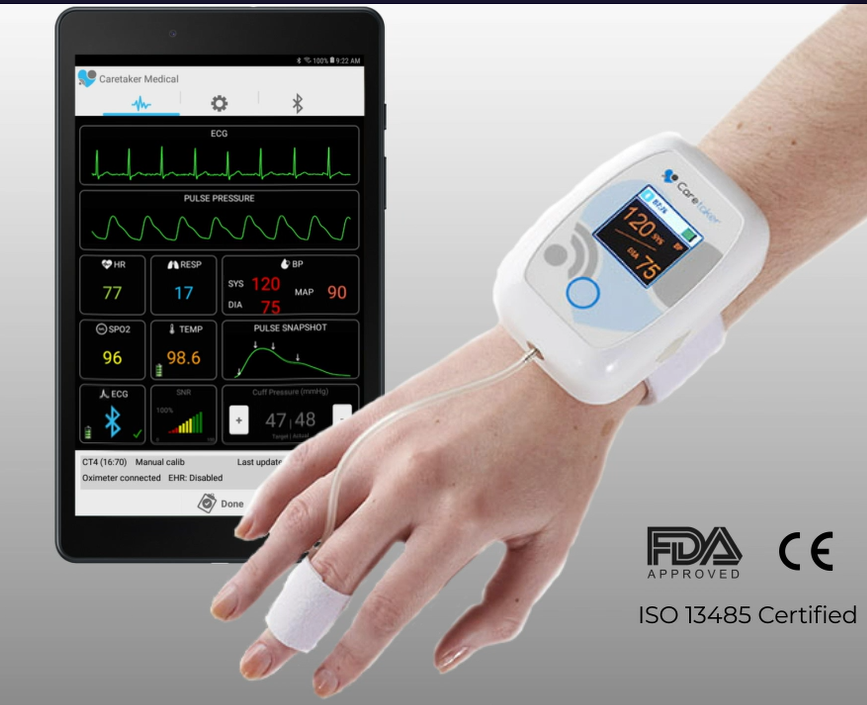 100% 9:22 AM
Caretaker Medical
ECG
PULSE PRESSURE
HR
77
RESP
17
BP
SYS 120
MAP 90
DIA 75
SPO2
96
TEMP
98.6
PULSE SNAPSHOT
ECG
SNR
100%
Cuff Pressure (mmHg)
+ 47 | 48 -
Target | Actual
CT4 (16:70) Manual calib Last update
Oximeter connected EHR: Disabled
Done
Caretaker
120 SYS BP
DIA 75
FDA
APPROVED
CE
ISO 13485 Certified